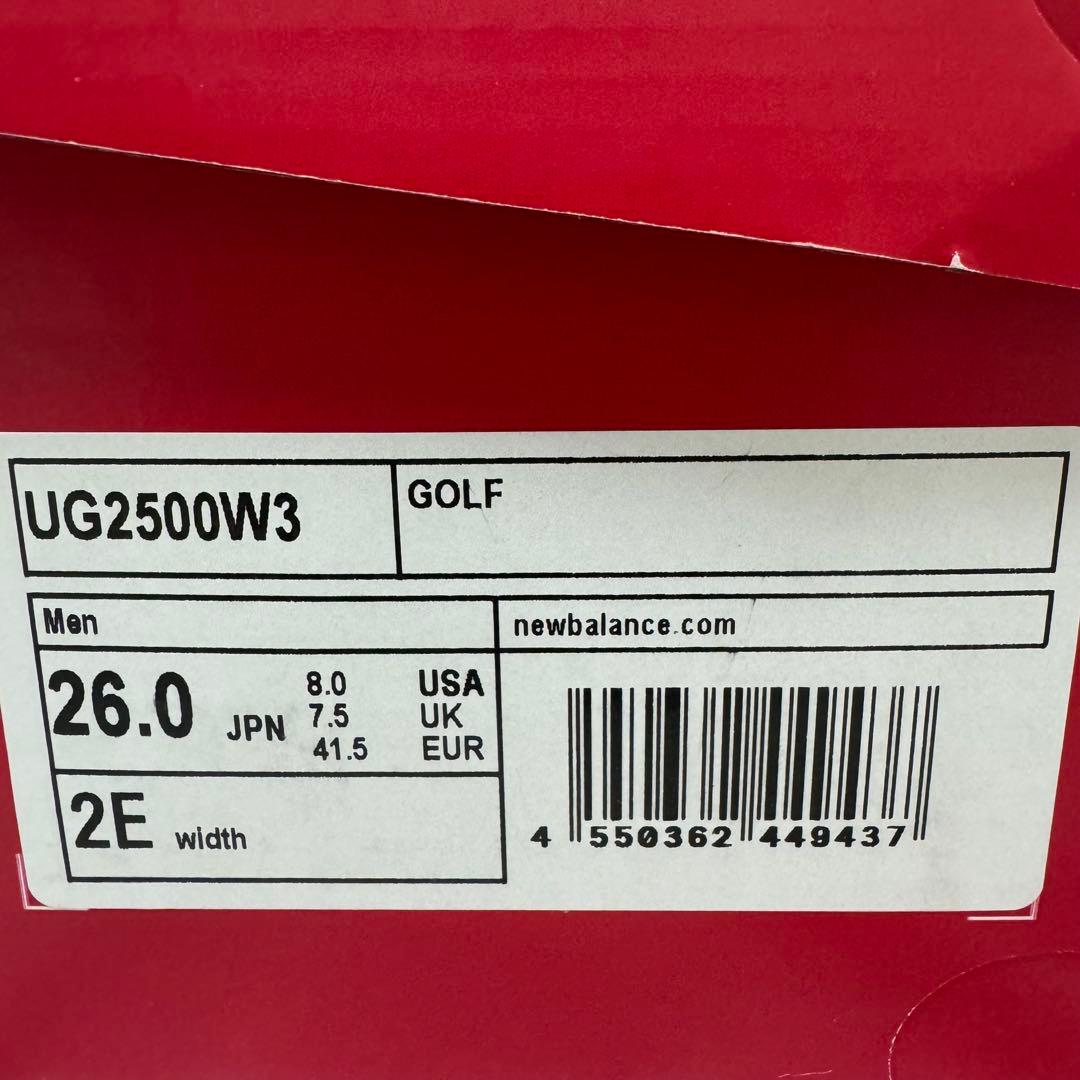 UG2500W3
GOLF
Men
newbalance.com
26.0 JPN
8.0 USA
7.5 UK
41.5 EUR
2E width
4 550362 449437